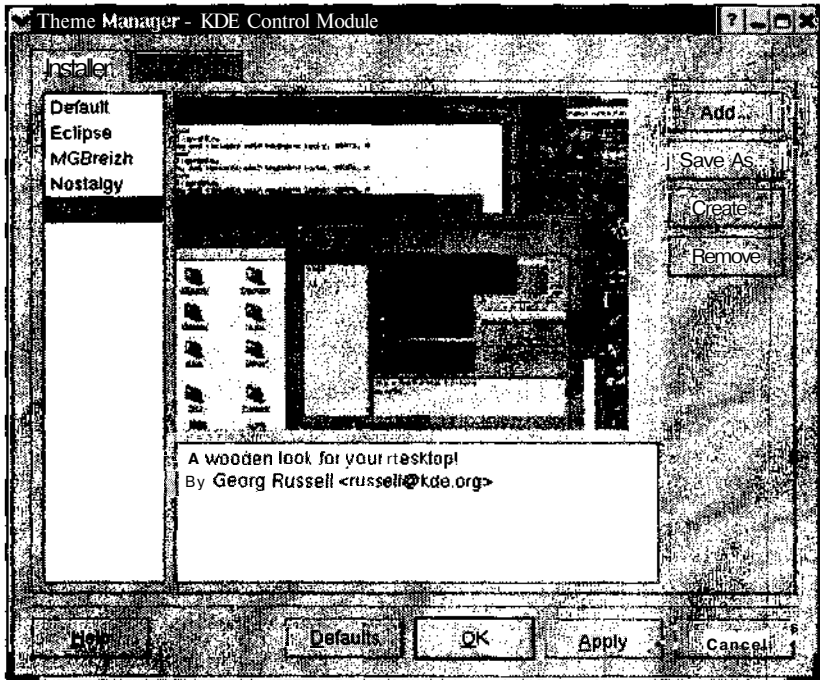 Theme Manager - KDE Control Module
Installer
Default
Eclipse
MGBreizh
Nostalgy
Add...
Save As
Create
Remove
A wooden look for your desktop!
By Georg Russell <russell@kde.org>
Help
Defaults
OK
Apply
Cancel